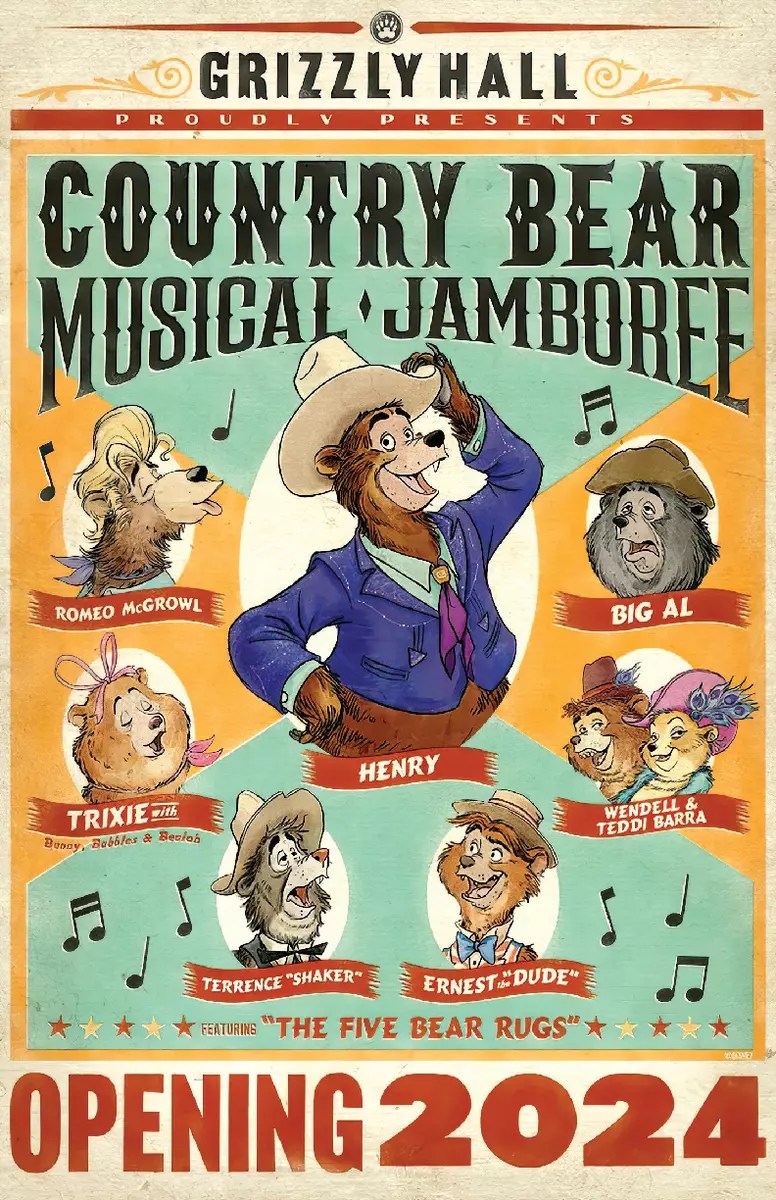 GRIZZLY HALL
PROUDLY PRESENTS
COUNTRY BEAR
MUSICAL · JAMBOREE
ROMEO McGROWL
BIG AL
HENRY
TRIXIE with
Bunny, Bubbles & Beulah
WENDELL &
TEDDI BARRA
TERRENCE "SHAKER"
ERNEST the "DUDE"
FEATURING "THE FIVE BEAR RUGS"
OPENING 2024